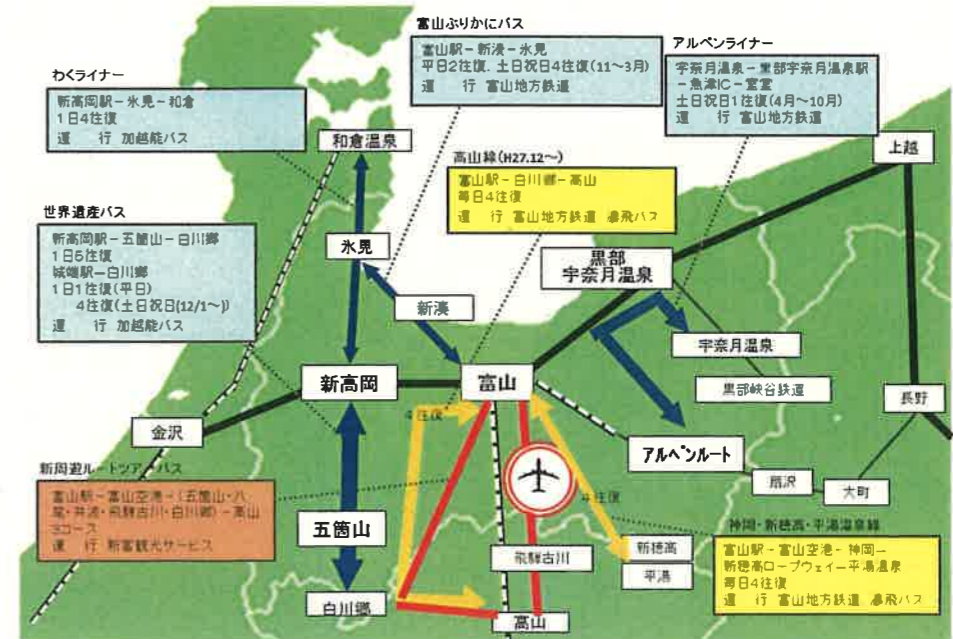 富山ぶりかにバス
富山駅－新湊－氷見
平日2往復、土日祝日4往復(11～3月)
運　行 富山地方鉄道
アルペンライナー
宇奈月温泉－黒部宇奈月温泉駅
－魚津IC－室堂
土日祝日1往復(4月～10月)
運　行 富山地方鉄道
わくライナー
新高岡駅－氷見－和倉
1日4往復
運　行 加越能バス
和倉温泉
高山線(H27.12～)
富山駅－白川郷－高山
毎日4往復
運　行 富山地方鉄道 濃飛バス
上越
世界遺産バス
新高岡駅－五箇山－白川郷
1日5往復
城端駅－白川郷
1日1往復(平日)
4往復(土日祝日(12/1～))
運　行 加越能バス
氷見
新湊
黒部
宇奈月温泉
宇奈月温泉
黒部峡谷鉄道
新高岡
富山
4往復
金沢
長野
アルペンルート
扇沢
大町
新周遊ルートツアーバス
富山駅－富山空港－(五箇山・八
尾・井波・飛騨古川・白川郷)－高山
3コース
運　行 新富観光サービス
4往復
五箇山
飛騨古川
新穂高
平湯
白川郷
高山
神岡・新穂高・平湯温泉線
富山駅－富山空港－神岡－
新穂高ロープウェイー平湯温泉
毎日4往復
運　行 富山地方鉄道 濃飛バス